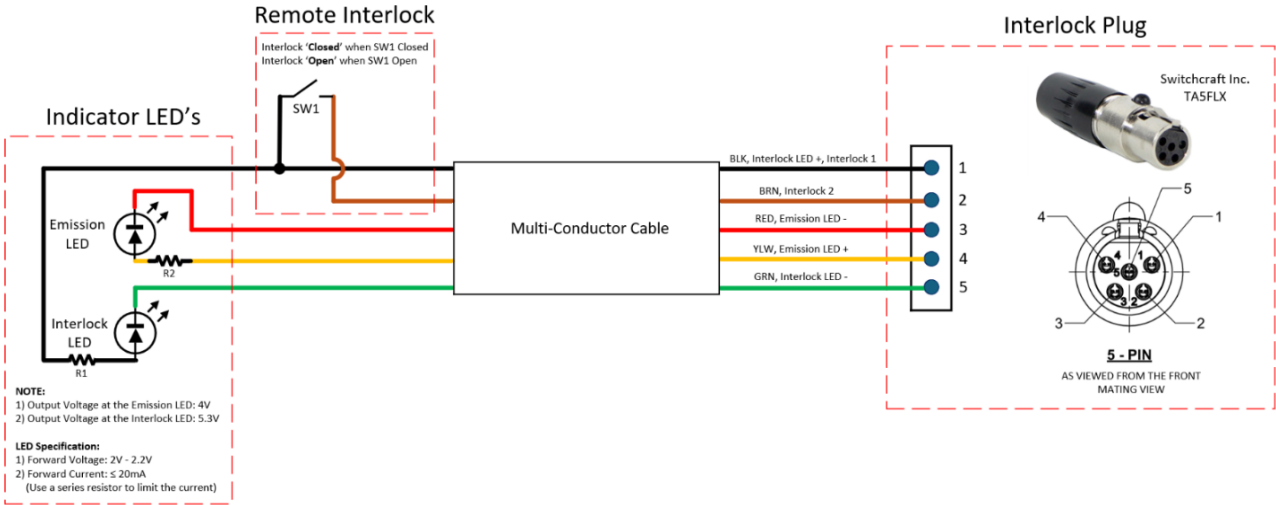 Remote Interlock
Interlock ‘Closed’ when SW1 Closed
Interlock ‘Open’ when SW1 Open
SW1
Indicator LED’s
Emission
LED
R2
Interlock
LED
R1
NOTE:
1) Output Voltage at the Emission LED: 4V
2) Output Voltage at the Interlock LED: 5.3V
LED Specification:
1) Forward Voltage: 2V - 2.2V
2) Forward Current: ≤ 20mA
(Use a series resistor to limit the current)
Multi-Conductor Cable
BLK, Interlock LED +, Interlock 1
BRN, Interlock 2
RED, Emission LED -
YLW, Emission LED +
GRN, Interlock LED -
1
2
3
4
5
Interlock Plug
Switchcraft Inc.
TA5FLX
5
4
1
4 1
5
3 2
3
2
5 - PIN
AS VIEWED FROM THE FRONT
MATING VIEW